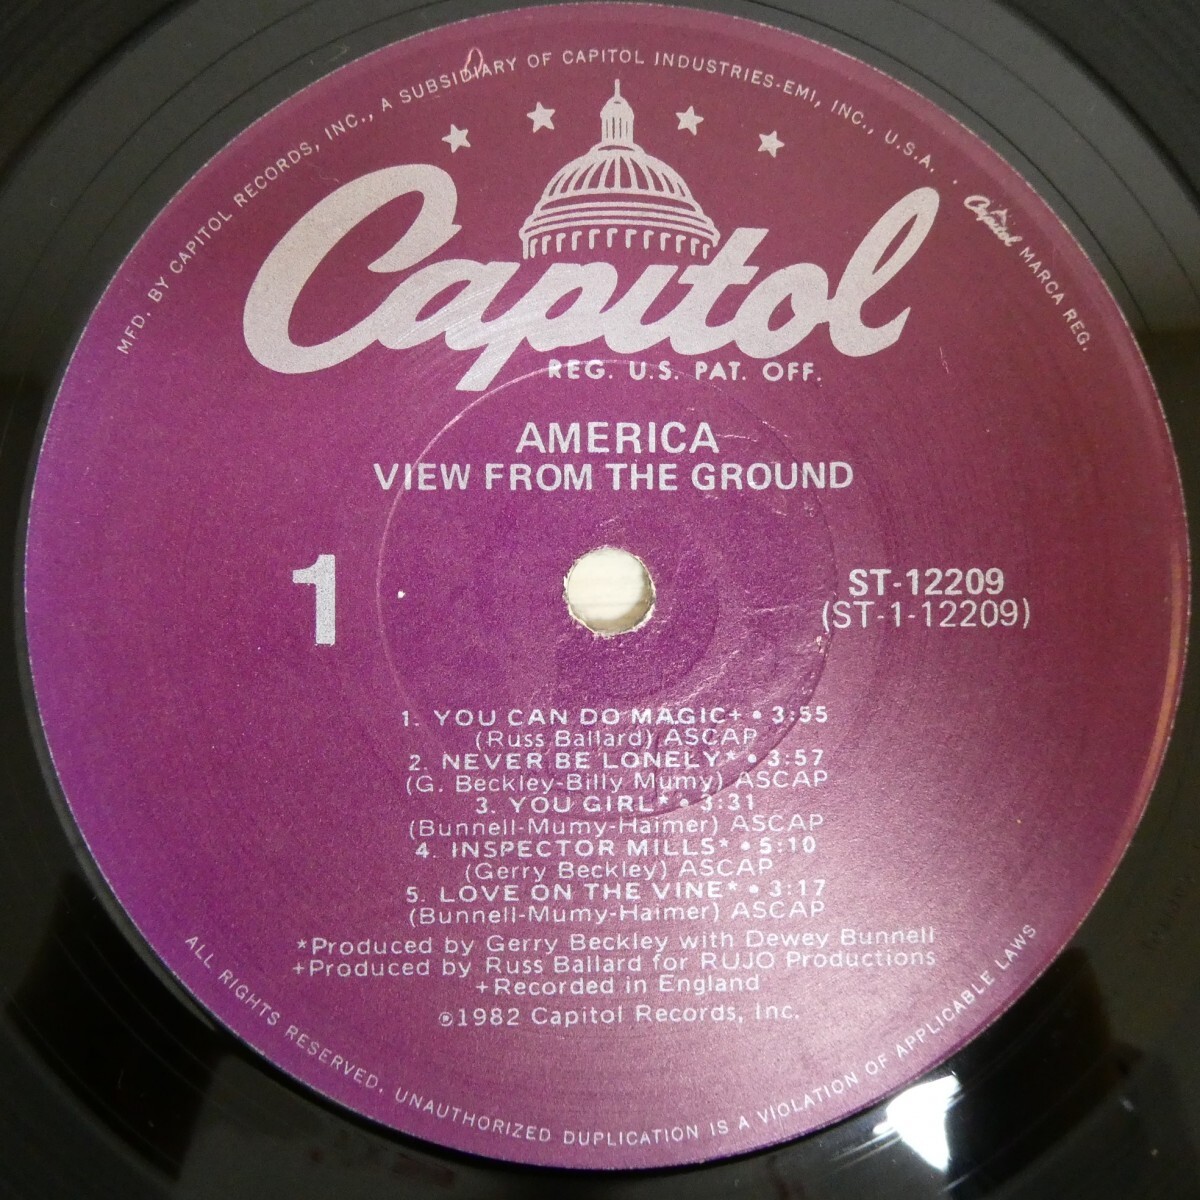 MFD. BY CAPITOL RECORDS, INC., A SUBSIDIARY OF CAPITOL INDUSTRIES-EMI, INC., U.S.A. . Capitol MARCA REG.
Capitol
REG. U.S. PAT. OFF.
AMERICA
VIEW FROM THE GROUND
1
ST-12209
(ST-1-12209)
1. YOU CAN DO MAGIC+ • 3:55
(Russ Ballard) ASCAP
2. NEVER BE LONELY* • 3:57
(G. Beckley-Billy Mumy) ASCAP
3. YOU GIRL* • 3:31
(Bunnell-Mumy-Haimer) ASCAP
4. INSPECTOR MILLS* • 5:10
(Gerry Beckley) ASCAP
5. LOVE ON THE VINE* • 3:17
(Bunnell-Mumy-Haimer) ASCAP
*Produced by Gerry Beckley with Dewey Bunnell
+Produced by Russ Ballard for RUJO Productions
+Recorded in England
℗1982 Capitol Records, Inc.
ALL RIGHTS RESERVED. UNAUTHORIZED DUPLICATION IS A VIOLATION OF APPLICABLE LAWS